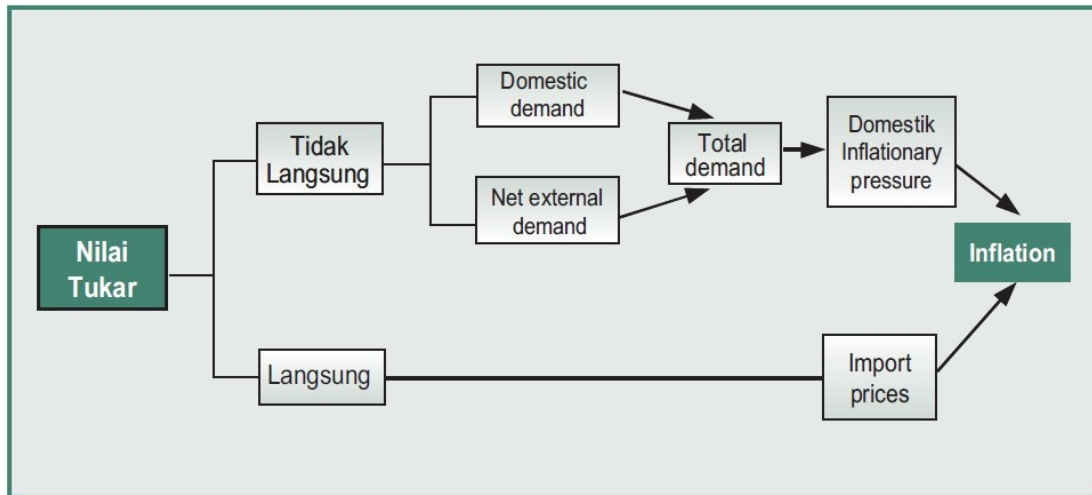 Nilai
Tukar
Tidak
Langsung
Domestic
demand
Net external
demand
Total
demand
Domestik
Inflationary
pressure
Inflation
Langsung
Import
prices